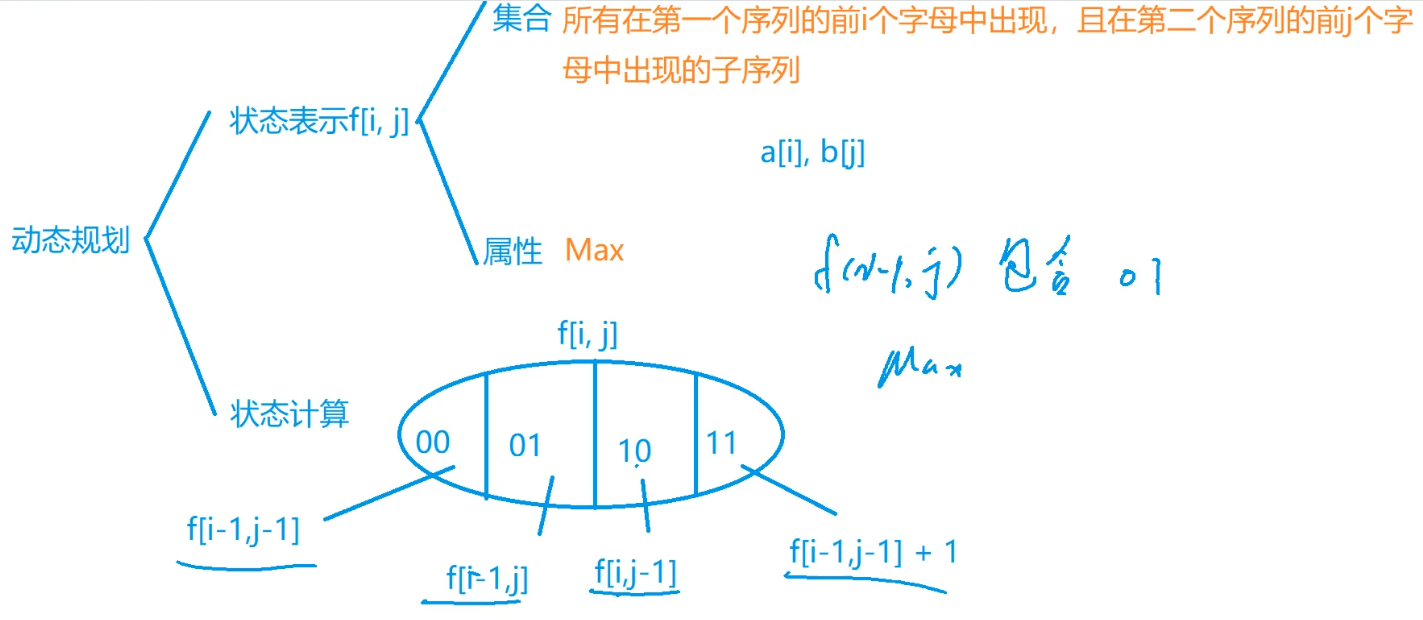 集合 所有在第一个序列的前i个字母中出现，且在第二个序列的前j个字
母中出现的子序列
状态表示f[i, j]
a[i], b[j]
动态规划
属性 Max
f(i-1, j) 包含 01
f[i, j]
Max
状态计算
00 01 10 11
f[i-1,j-1]
f[i-1,j]
f[i,j-1]
f[i-1,j-1] + 1